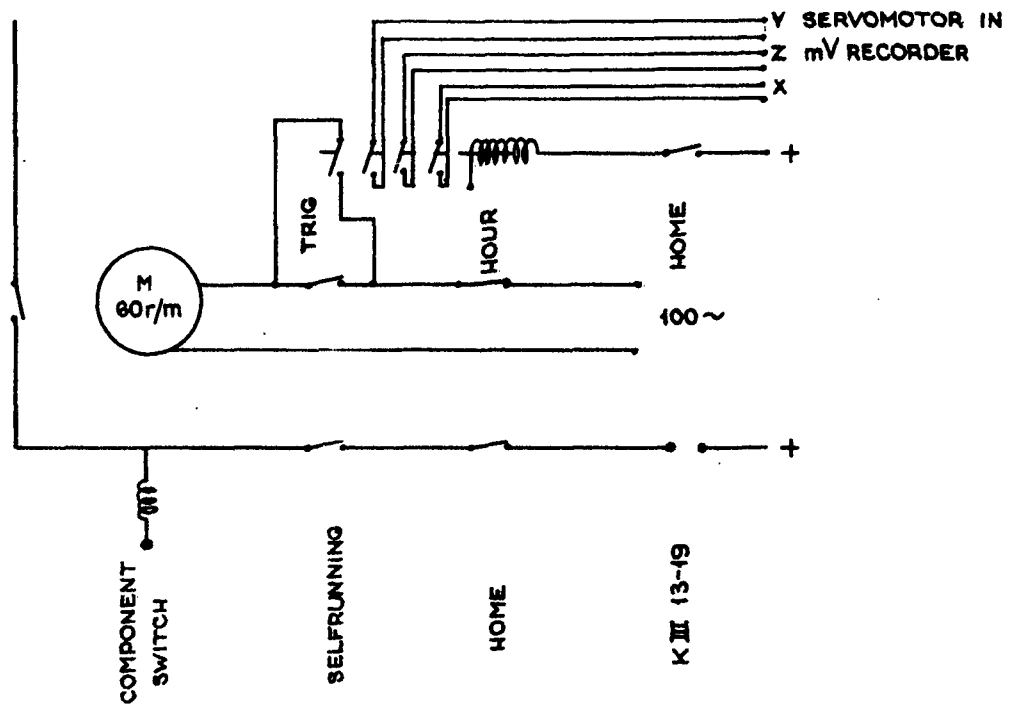 Y SERVOMOTOR IN
Z mV RECORDER
X
+
TRIG
HOUR
HOME
M
60r/m
100~
+
COMPONENT
SWITCH
SELFRUNNING
HOME
K III 13-19